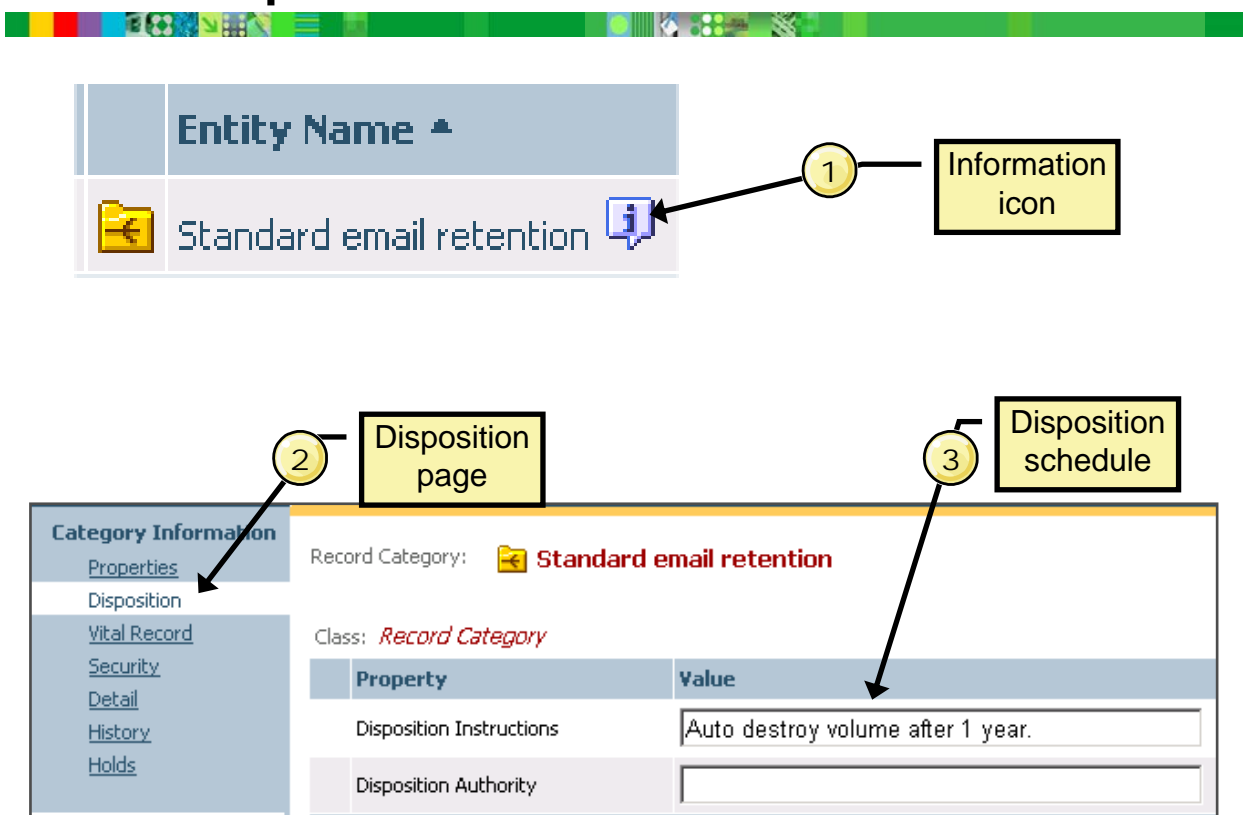 Entity Name
Standard email retention
1
Information
icon
2
Disposition
page
3
Disposition
schedule
Category Information
Properties
Disposition
Vital Record
Security
Detail
History
Holds
Record Category: Standard email retention
Class: Record Category
Property Value
Disposition Instructions Auto destroy volume after 1 year.
Disposition Authority